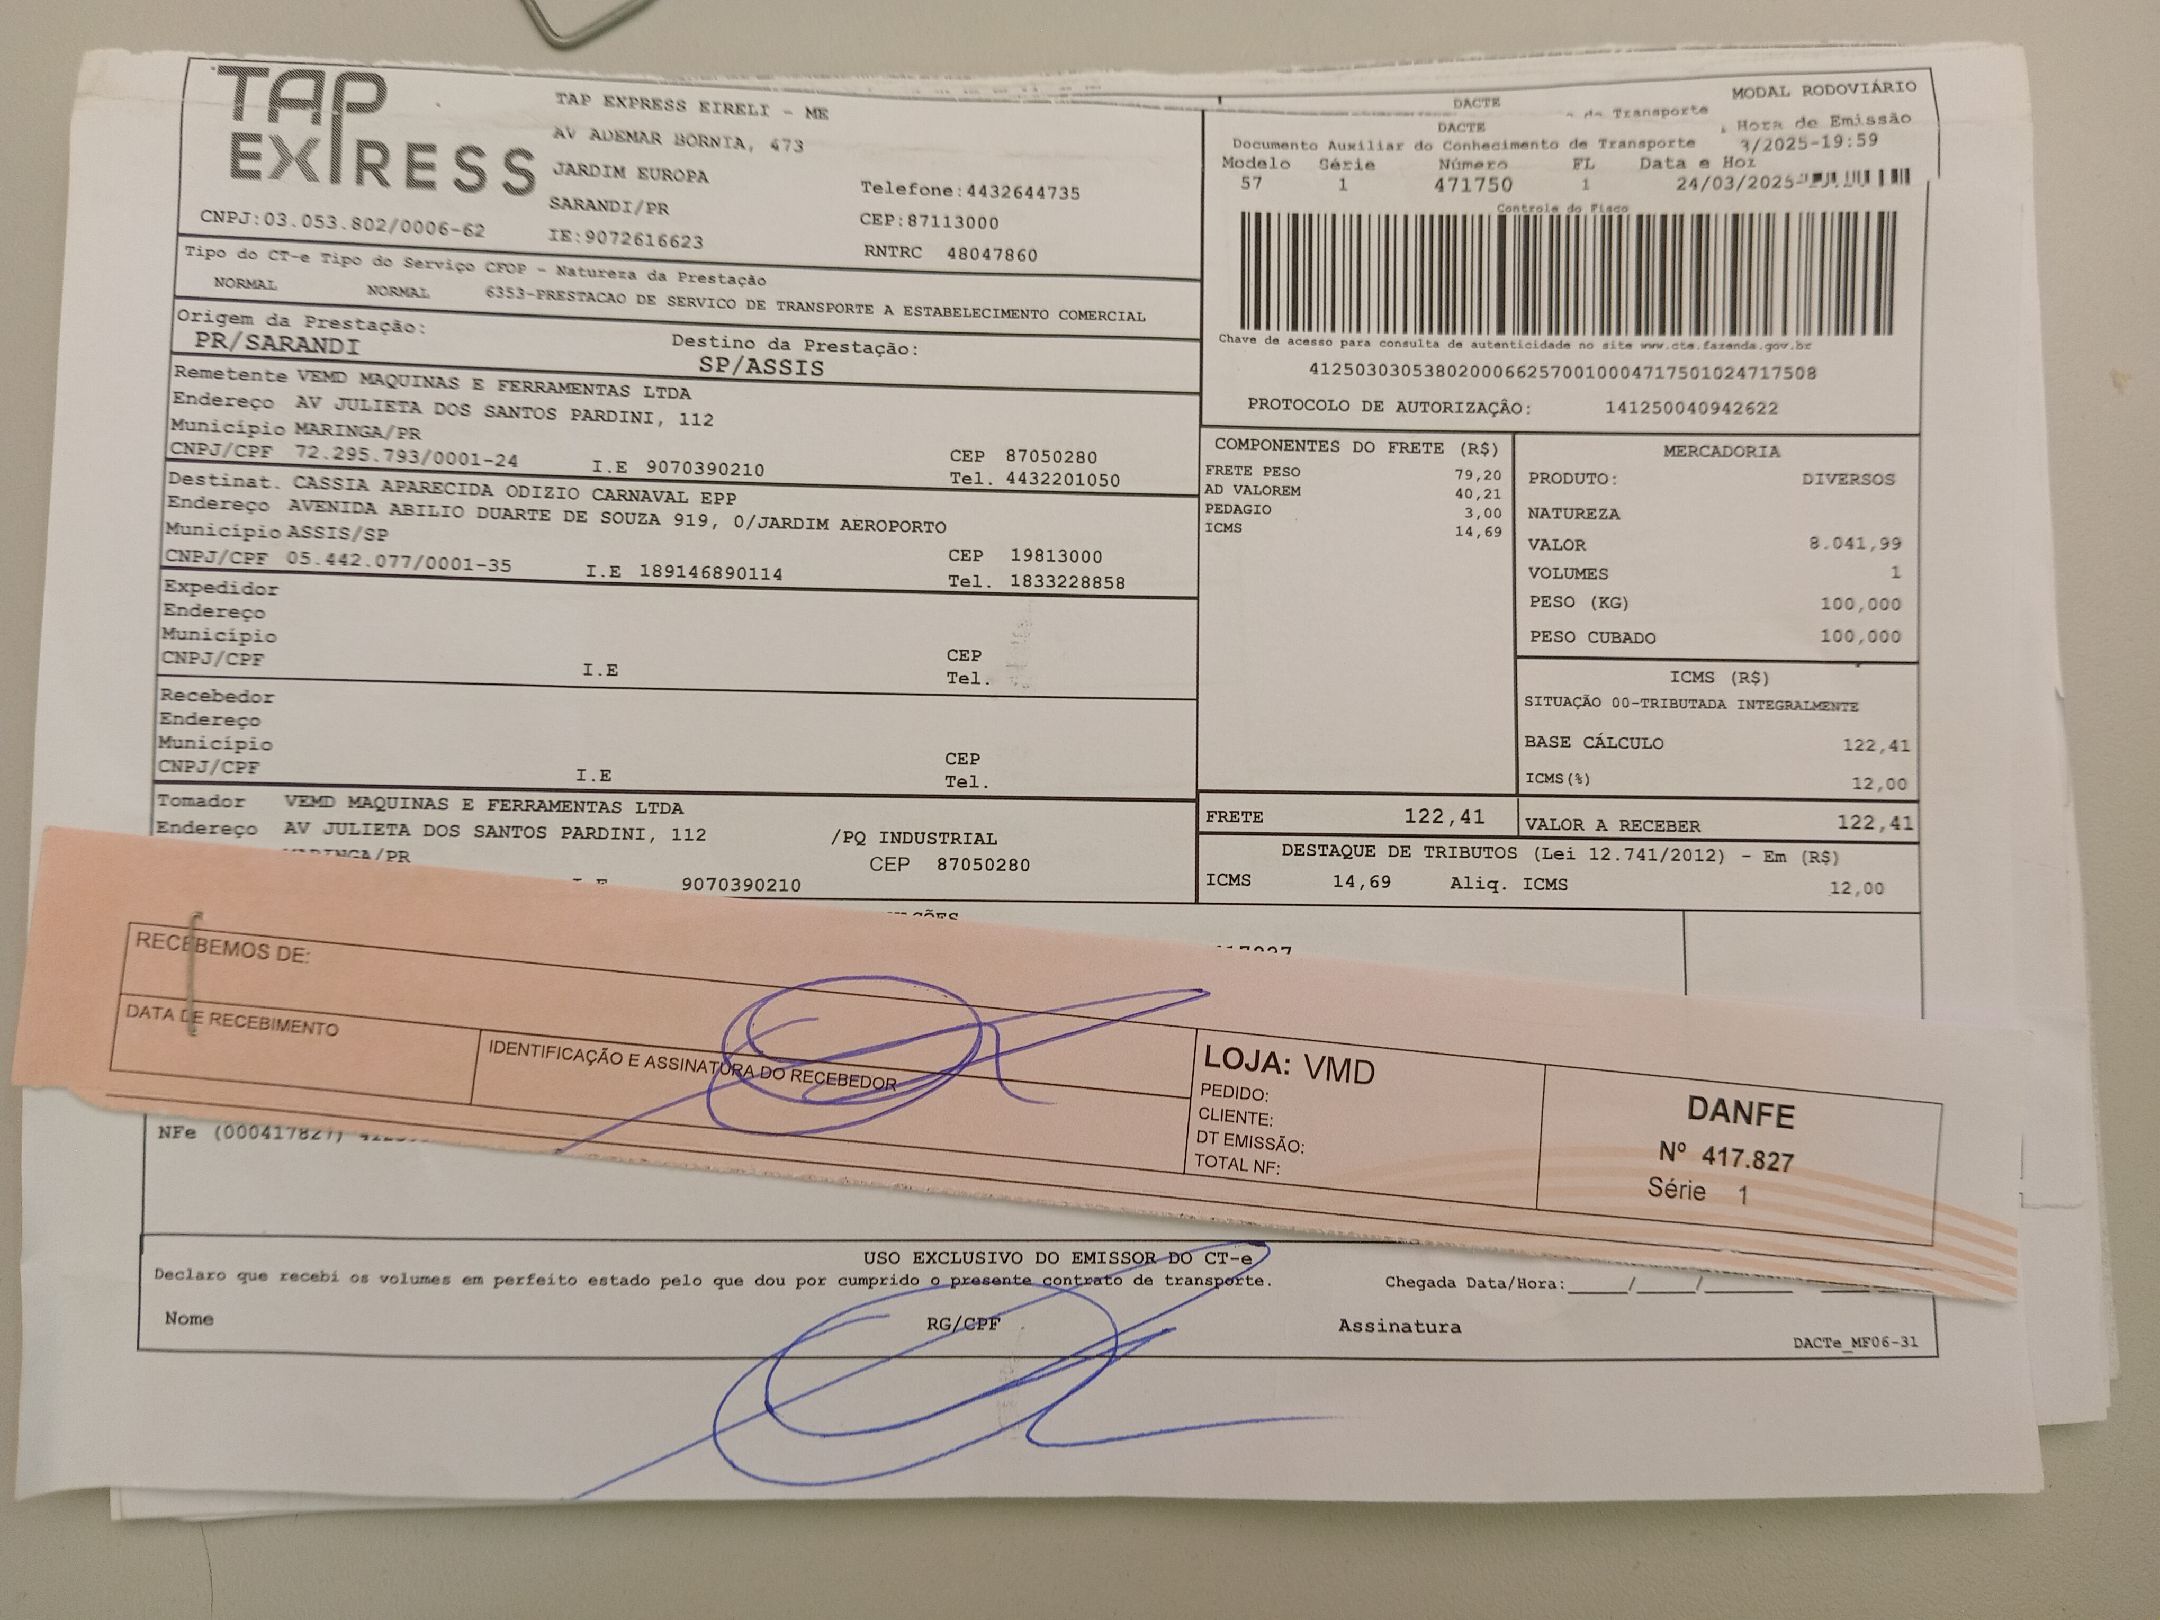 TAP EXPRESS
TAP EXPRESS EIRELI - ME
AV ADEMAR BORNIA, 473
JARDIM EUROPA
SARANDI/PR
IE:9072616623
Telefone:4432644735
CEP:87113000
RNTRC 48047860
CNPJ:03.053.802/0006-62
DACTE
MODAL RODOVIÁRIO
de Transporte
Hora de Emissão
DACTE
Documento Auxiliar do Conhecimento de Transporte
3/2025-19:59
Modelo Série Número FL Data e Hor
57 1 471750 1 24/03/2025-
Controle do Fisco
Chave de acesso para consulta de autenticidade no site www.cte.fazenda.gov.br
41250303053802000662570010004717501024717508
PROTOCOLO DE AUTORIZAÇÃO: 141250040942622
Tipo do CT-e Tipo do Serviço CFOP - Natureza da Prestação
NORMAL NORMAL 6353-PRESTACAO DE SERVICO DE TRANSPORTE A ESTABELECIMENTO COMERCIAL
Origem da Prestação: Destino da Prestação:
PR/SARANDI SP/ASSIS
Remetente VEMD MAQUINAS E FERRAMENTAS LTDA
Endereço AV JULIETA DOS SANTOS PARDINI, 112
Município MARINGA/PR CEP 87050280
CNPJ/CPF 72.295.793/0001-24 I.E 9070390210 Tel. 4432201050
Destinat. CASSIA APARECIDA ODIZIO CARNAVAL EPP
Endereço AVENIDA ABILIO DUARTE DE SOUZA 919, 0/JARDIM AEROPORTO
Município ASSIS/SP CEP 19813000
CNPJ/CPF 05.442.077/0001-35 I.E 189146890114 Tel. 1833228858
Expedidor
Endereço
Município CEP
CNPJ/CPF I.E Tel.
Recebedor
Endereço
Município CEP
CNPJ/CPF I.E Tel.
Tomador VEMD MAQUINAS E FERRAMENTAS LTDA
Endereço AV JULIETA DOS SANTOS PARDINI, 112 /PQ INDUSTRIAL
MARINGA/PR CEP 87050280
I.E 9070390210
COMPONENTES DO FRETE (R$)
FRETE PESO 79,20
AD VALOREM 40,21
PEDAGIO 3,00
ICMS 14,69
MERCADORIA
PRODUTO: DIVERSOS
NATUREZA
VALOR 8.041,99
VOLUMES 1
PESO (KG) 100,000
PESO CUBADO 100,000
ICMS (R$)
SITUAÇÃO 00-TRIBUTADA INTEGRALMENTE
BASE CÁLCULO 122,41
ICMS(%) 12,00
FRETE 122,41 VALOR A RECEBER 122,41
DESTAQUE DE TRIBUTOS (Lei 12.741/2012) - Em (R$)
ICMS 14,69 Aliq. ICMS 12,00
RECEBEMOS DE:
DATA DE RECEBIMENTO
IDENTIFICAÇÃO E ASSINATURA DO RECEBEDOR
LOJA: VMD
PEDIDO:
CLIENTE:
DT EMISSÃO:
TOTAL NF:
DANFE
Nº 417.827
Série 1
NFe (000417827)
USO EXCLUSIVO DO EMISSOR DO CT-e
Declaro que recebi os volumes em perfeito estado pelo que dou por cumprido o presente contrato de transporte. Chegada Data/Hora:_____/_____/_______
Nome RG/CPF Assinatura
DACTe_MF06-31